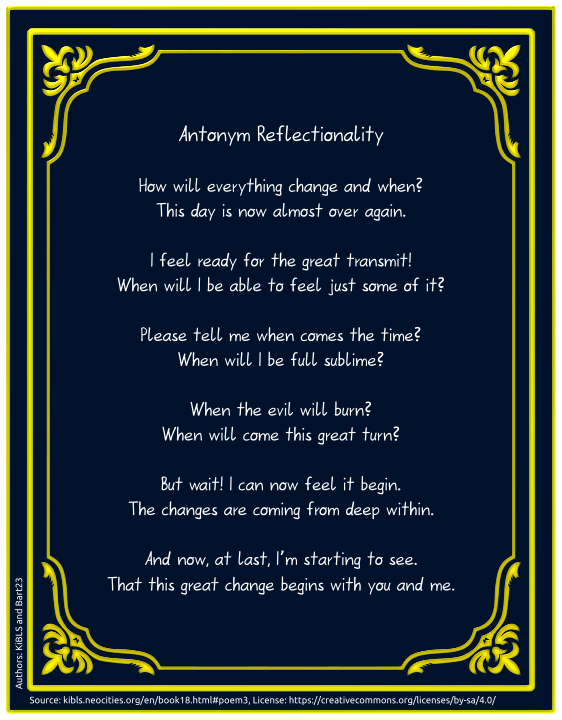 Antonym Reflectionality
How will everything change and when?
This day is now almost over again.
I feel ready for the great transmit!
When will I be able to feel just some of it?
Please tell me when comes the time?
When will I be full sublime?
When the evil will burn?
When will come this great turn?
But wait! I can now feel it begin.
The changes are coming from deep within.
And now, at last, I'm starting to see.
That this great change begins with you and me.
Authors: KiBLS and Bart23
Source: kibls.neocities.org/en/book18.html#poem3, License: https://creativecommons.org/licenses/by-sa/4.0/